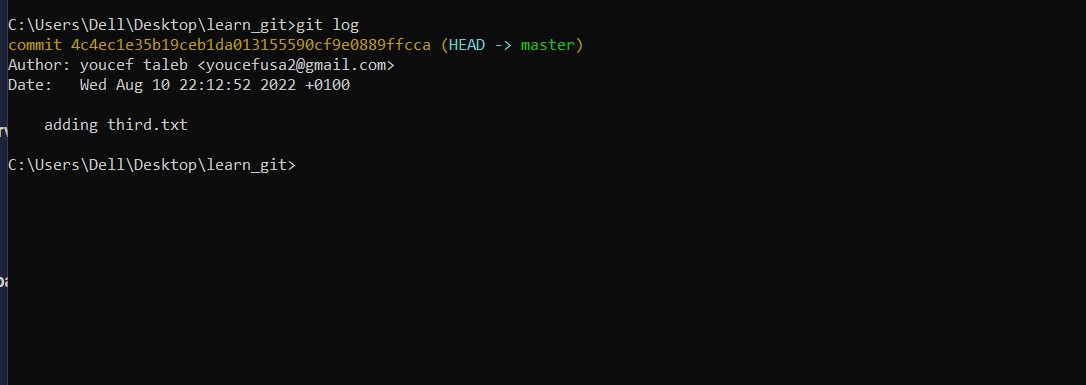 C:\Users\Dell\Desktop\learn_git>git log
commit 4c4ec1e35b19ceb1da013155590cf9e0889ffcca (HEAD -> master)
Author: youcef taleb <youcefusa2@gmail.com>
Date:   Wed Aug 10 22:12:52 2022 +0100
adding third.txt
C:\Users\Dell\Desktop\learn_git>